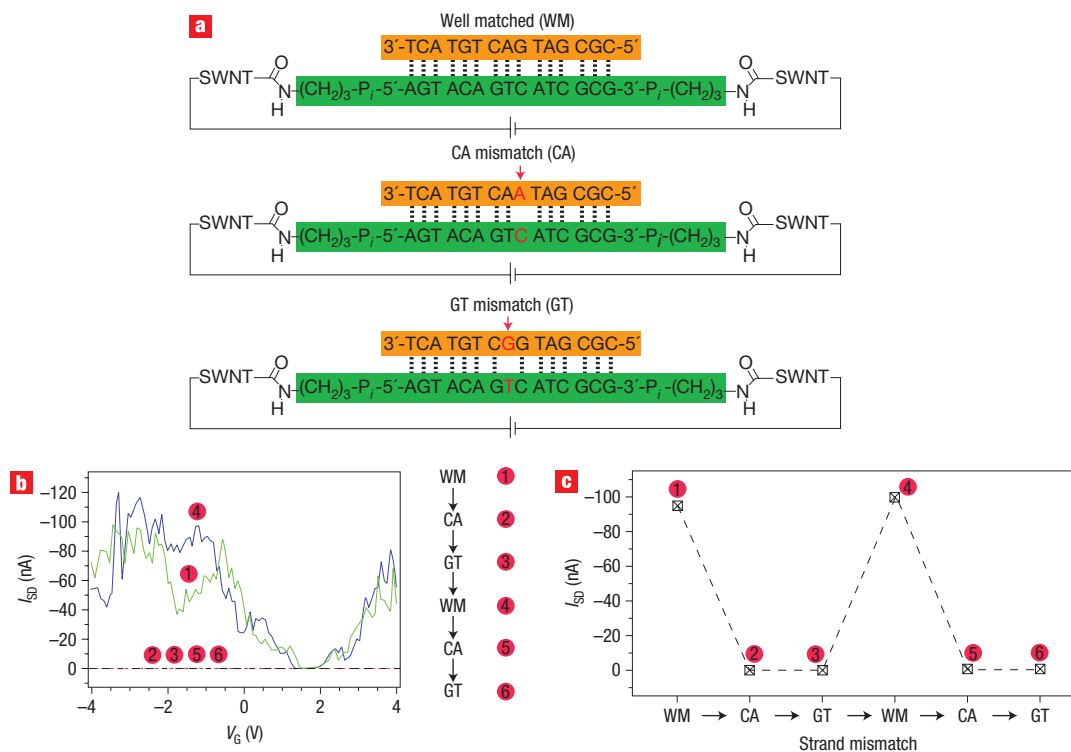 a
Well matched (WM)
3´-TCA TGT CAG TAG CGC-5´
SWNT O N H (CH2)3-Pi-5´-AGT ACA GTC ATC GCG-3´-Pi-(CH2)3 O N H SWNT
CA mismatch (CA)
3´-TCA TGT CAA TAG CGC-5´
SWNT O N H (CH2)3-Pi-5´-AGT ACA GTC ATC GCG-3´-Pi-(CH2)3 O N H SWNT
GT mismatch (GT)
3´-TCA TGT CGG TAG CGC-5´
SWNT O N H (CH2)3-Pi-5´-AGT ACA GTC ATC GCG-3´-Pi-(CH2)3 O N H SWNT
b
ISD (nA)
–120
–100
–80
–60
–40
–20
0
4
1
2 3 5 6
–4 –2 0 2 4
VG (V)
WM 1
CA 2
GT 3
WM 4
CA 5
GT 6
c
ISD (nA)
–100
–80
–60
–40
–20
0
1
2
3
4
5
6
WM CA GT WM CA GT
Strand mismatch